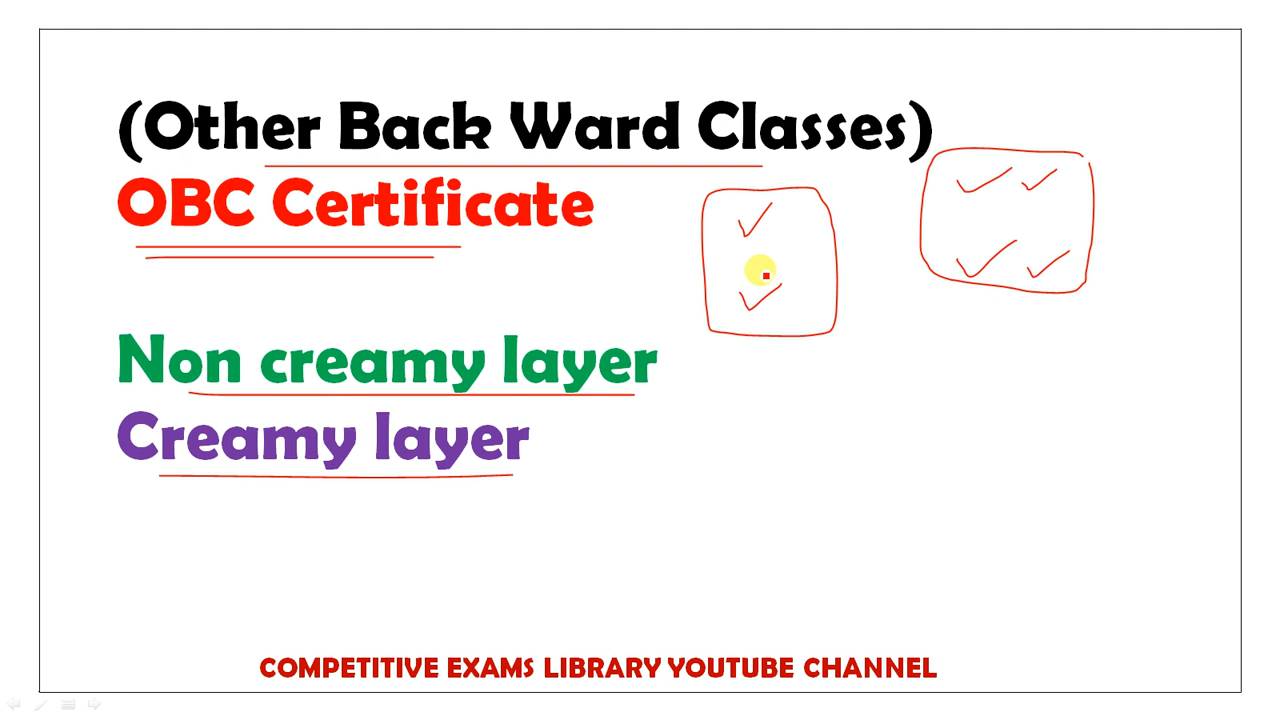 (Other Back Ward Classes)
OBC Certificate
Non creamy layer
Creamy layer
COMPETITIVE EXAMS LIBRARY YOUTUBE CHANNEL